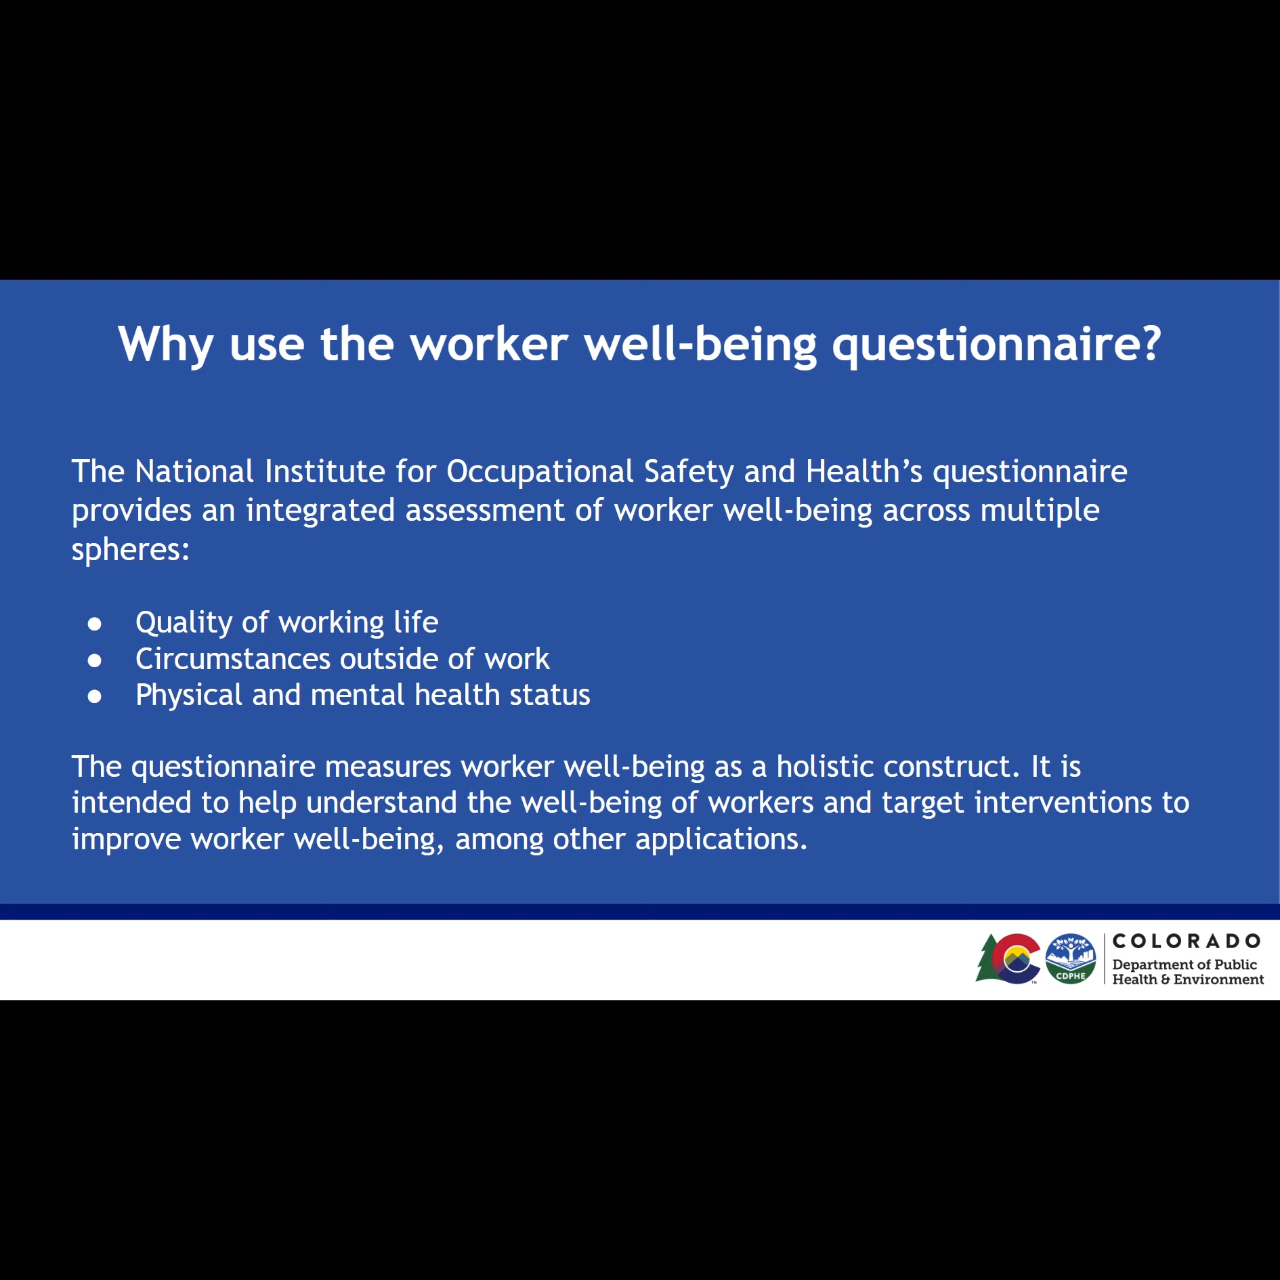 Why use the worker well-being questionnaire?
The National Institute for Occupational Safety and Health’s questionnaire
provides an integrated assessment of worker well-being across multiple
spheres:
● Quality of working life
● Circumstances outside of work
● Physical and mental health status
The questionnaire measures worker well-being as a holistic construct. It is
intended to help understand the well-being of workers and target interventions to
improve worker well-being, among other applications.
CDPHE
COLORADO
Department of Public
Health & Environment